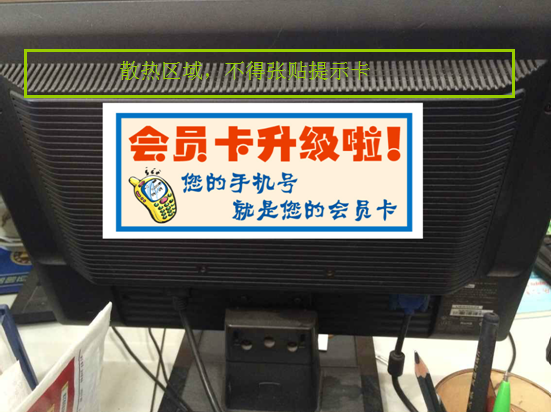 散热区域，不得张贴提示卡
会员卡升级啦！
您的手机号
就是您的会员卡